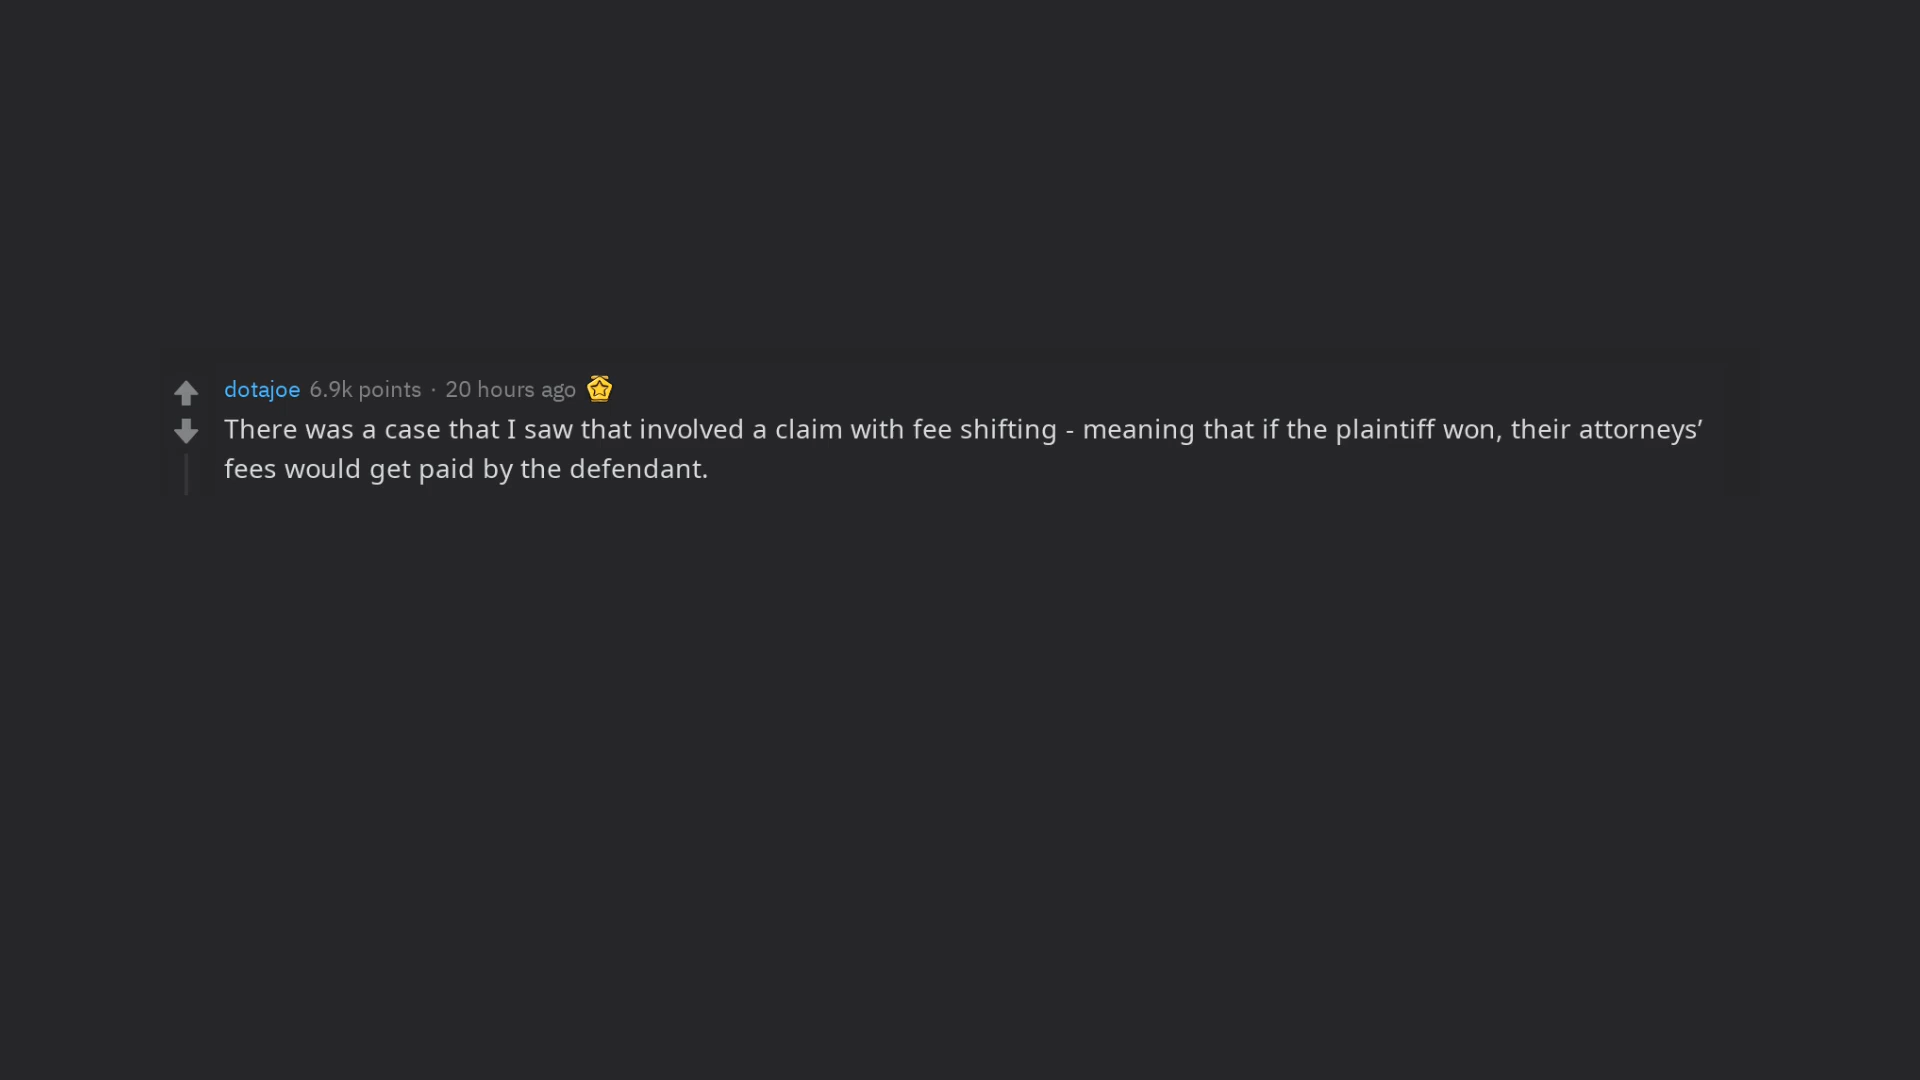 dotajoe 6.9k points · 20 hours ago
There was a case that I saw that involved a claim with fee shifting - meaning that if the plaintiff won, their attorneys’
fees would get paid by the defendant.